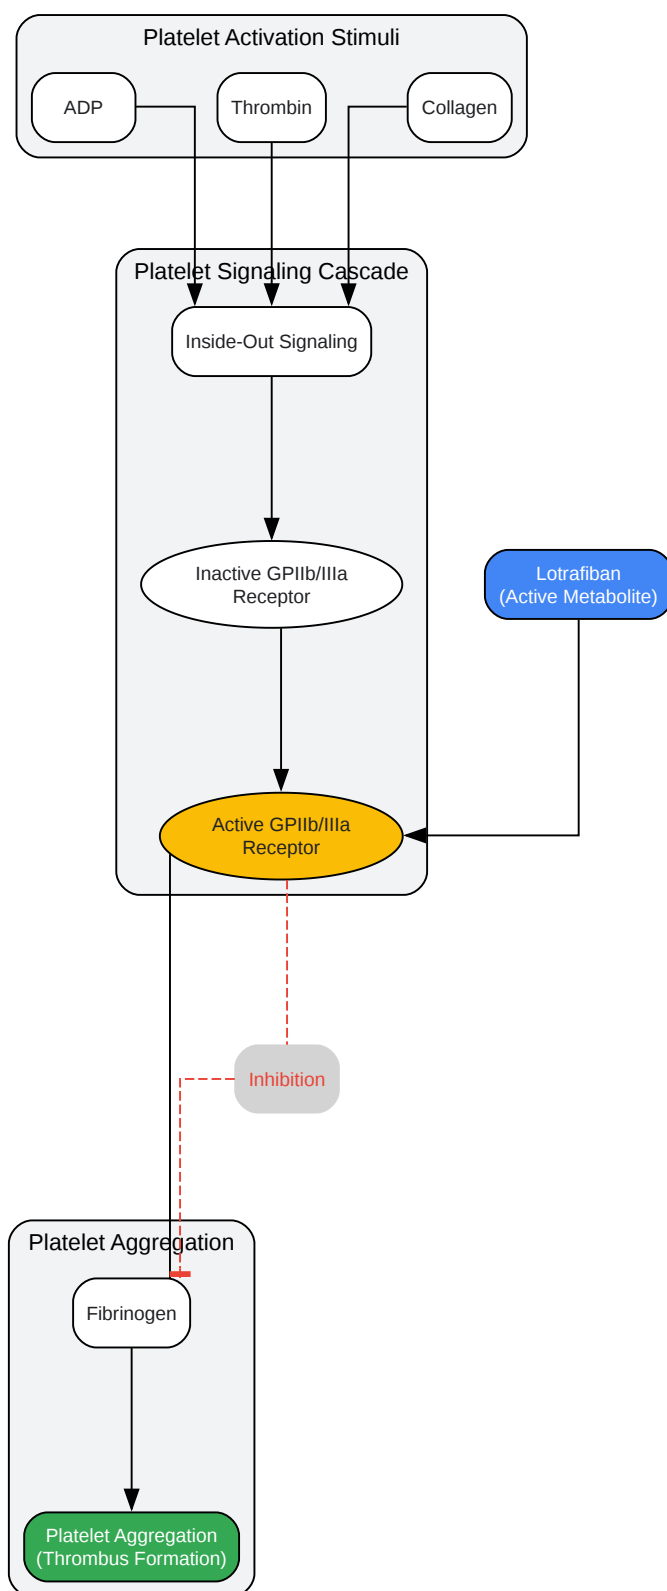 Platelet Activation Stimuli
ADP
Thrombin
Collagen
Platelet Signaling Cascade
Inside-Out Signaling
Inactive GPIIb/IIIa
Receptor
Lotrafiban
(Active Metabolite)
Active GPIIb/IIIa
Receptor
Inhibition
Platelet Aggregation
Fibrinogen
Platelet Aggregation
(Thrombus Formation)